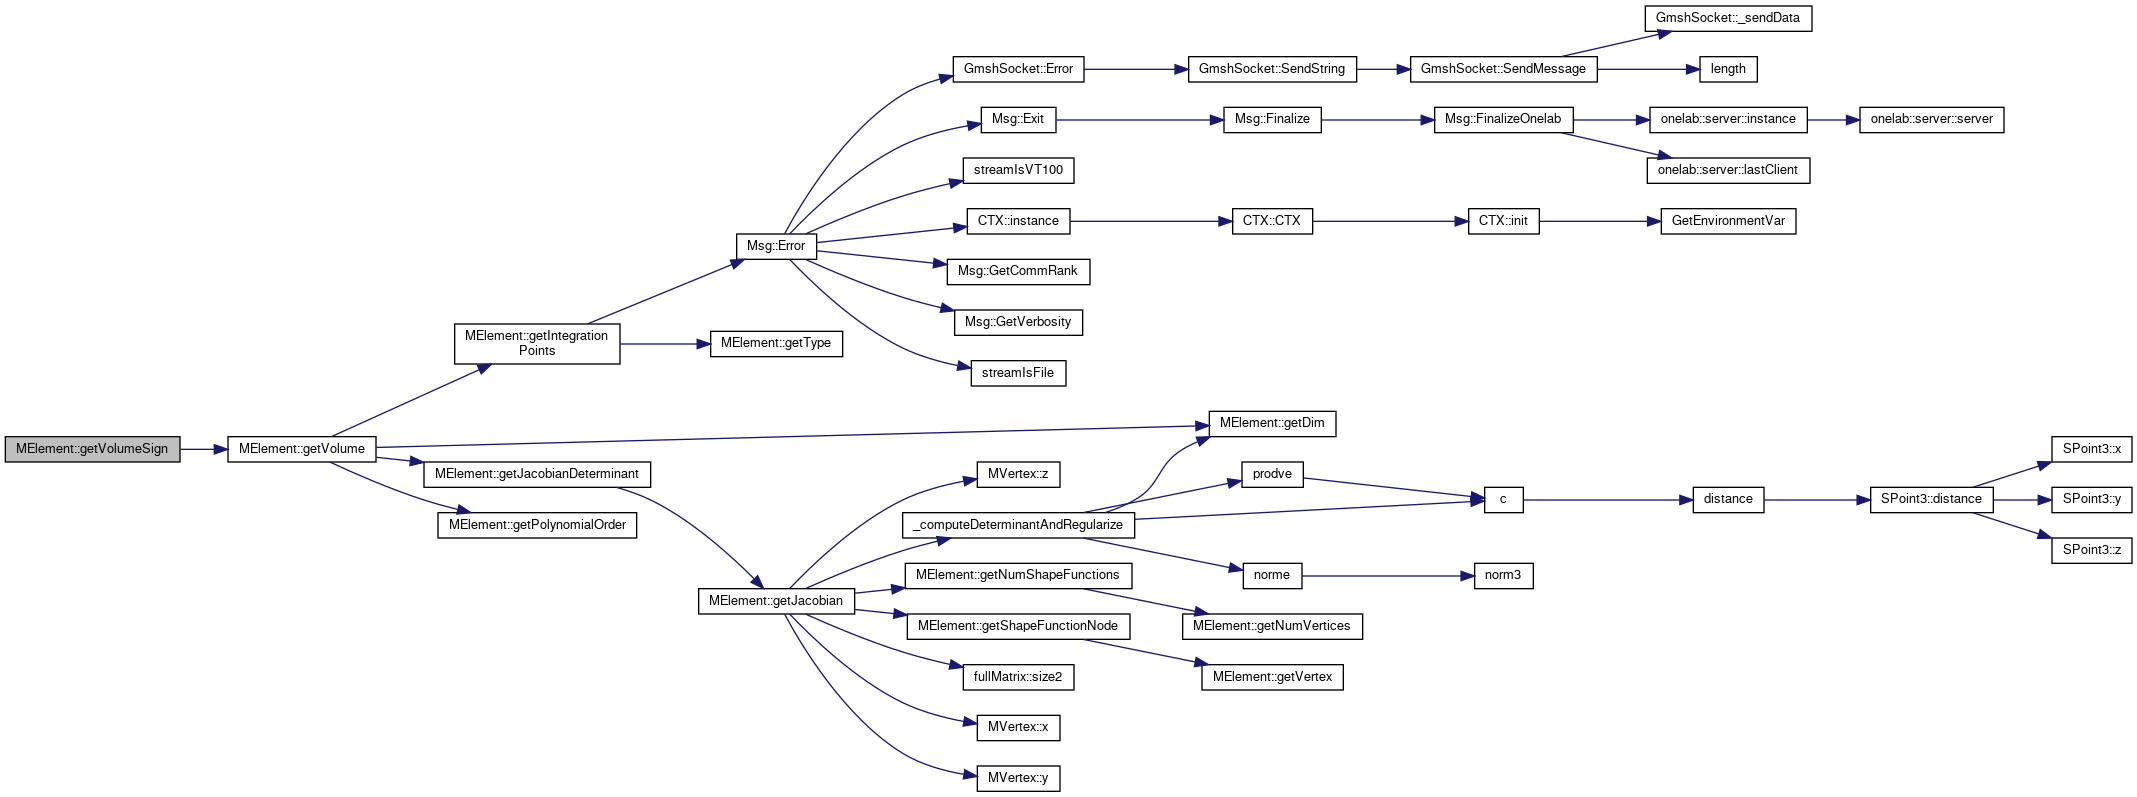 GmshSocket::_sendData
GmshSocket::Error
GmshSocket::SendString
GmshSocket::SendMessage
length
Msg::Exit
Msg::Finalize
Msg::FinalizeOnelab
onelab::server::instance
onelab::server::server
streamIsVT100
onelab::server::lastClient
CTX::instance
CTX::CTX
CTX::init
GetEnvironmentVar
Msg::Error
Msg::GetCommRank
Msg::GetVerbosity
MElement::getIntegration
Points
MElement::getType
streamIsFile
MElement::getDim
MElement::getVolumeSign
MElement::getVolume
SPoint3::x
MElement::getJacobianDeterminant
MVertex::z
prodve
c
distance
SPoint3::distance
SPoint3::y
MElement::getPolynomialOrder
_computeDeterminantAndRegularize
SPoint3::z
MElement::getNumShapeFunctions
norme
norm3
MElement::getJacobian
MElement::getShapeFunctionNode
MElement::getNumVertices
fullMatrix::size2
MElement::getVertex
MVertex::x
MVertex::y